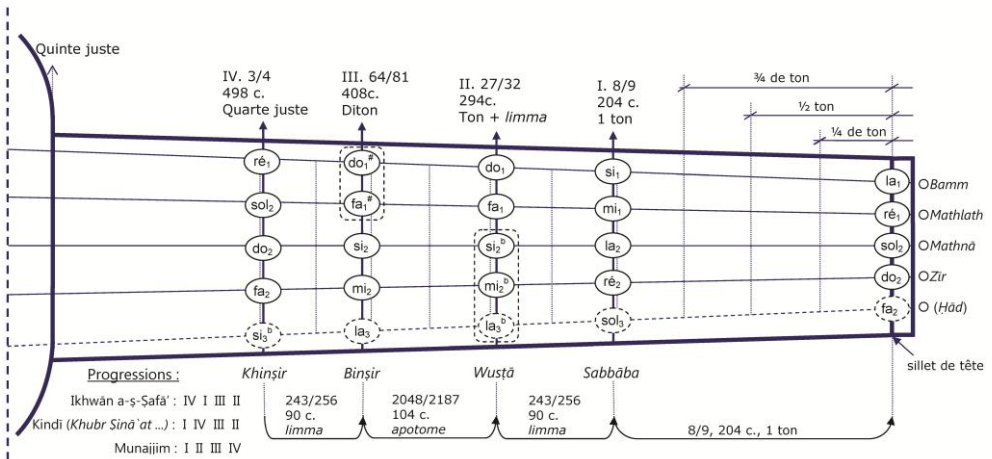 Quinte juste
IV. 3/4
498 c.
Quarte juste
III. 64/81
408c.
Diton
II. 27/32
294c.
Ton + limma
I. 8/9
204 c.
1 ton
¾ de ton
½ ton
¼ de ton
ré₁ do₁# do₁ si₁ la₁ Bamm
sol₂ fa₁# fa₁ mi₁ ré₁ Mathlath
do₂ si₂ si₂b la₂ sol₂ Mathnā
fa₂ mi₂ mi₂b ré₂ do₂ Zīr
si₃b la₃ la₃b sol₃ fa₂ (Ḥād)
sillet de tête
Progressions :
Khinṣir Binṣir Wusṭā Sabbāba
Ikhwān a-ṣ-Ṣafā' : IV I III II
Kindī (Khubr Sināʿat ...) : I IV III II
Munajjim : I II III IV
243/256
90 c.
limma
2048/2187
104 c.
apotome
243/256
90 c.
limma
8/9, 204 c., 1 ton